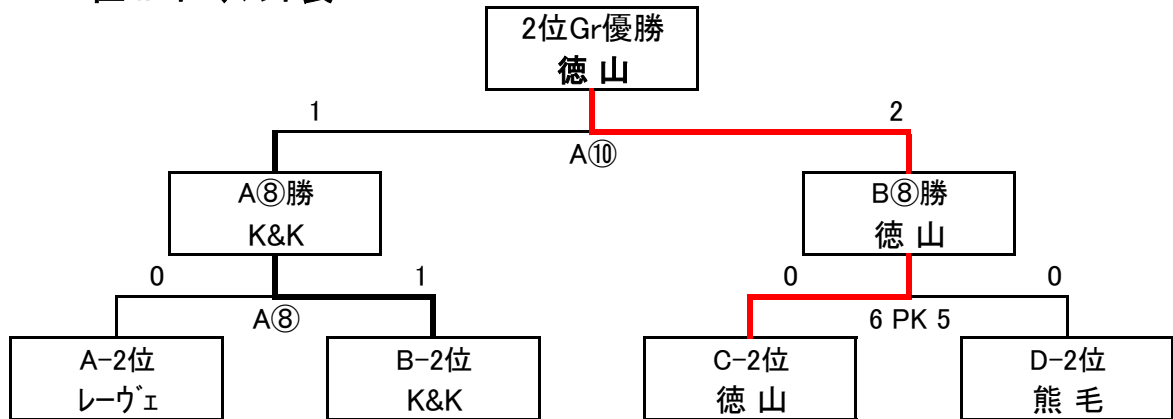 2位Gr優勝
徳 山
1
2
A⑩
A⑧勝
K&K
B⑧勝
徳 山
0
1
0
0
A⑧
6 PK 5
A-2位
レーヴェ
B-2位
K&K
C-2位
徳 山
D-2位
熊 毛